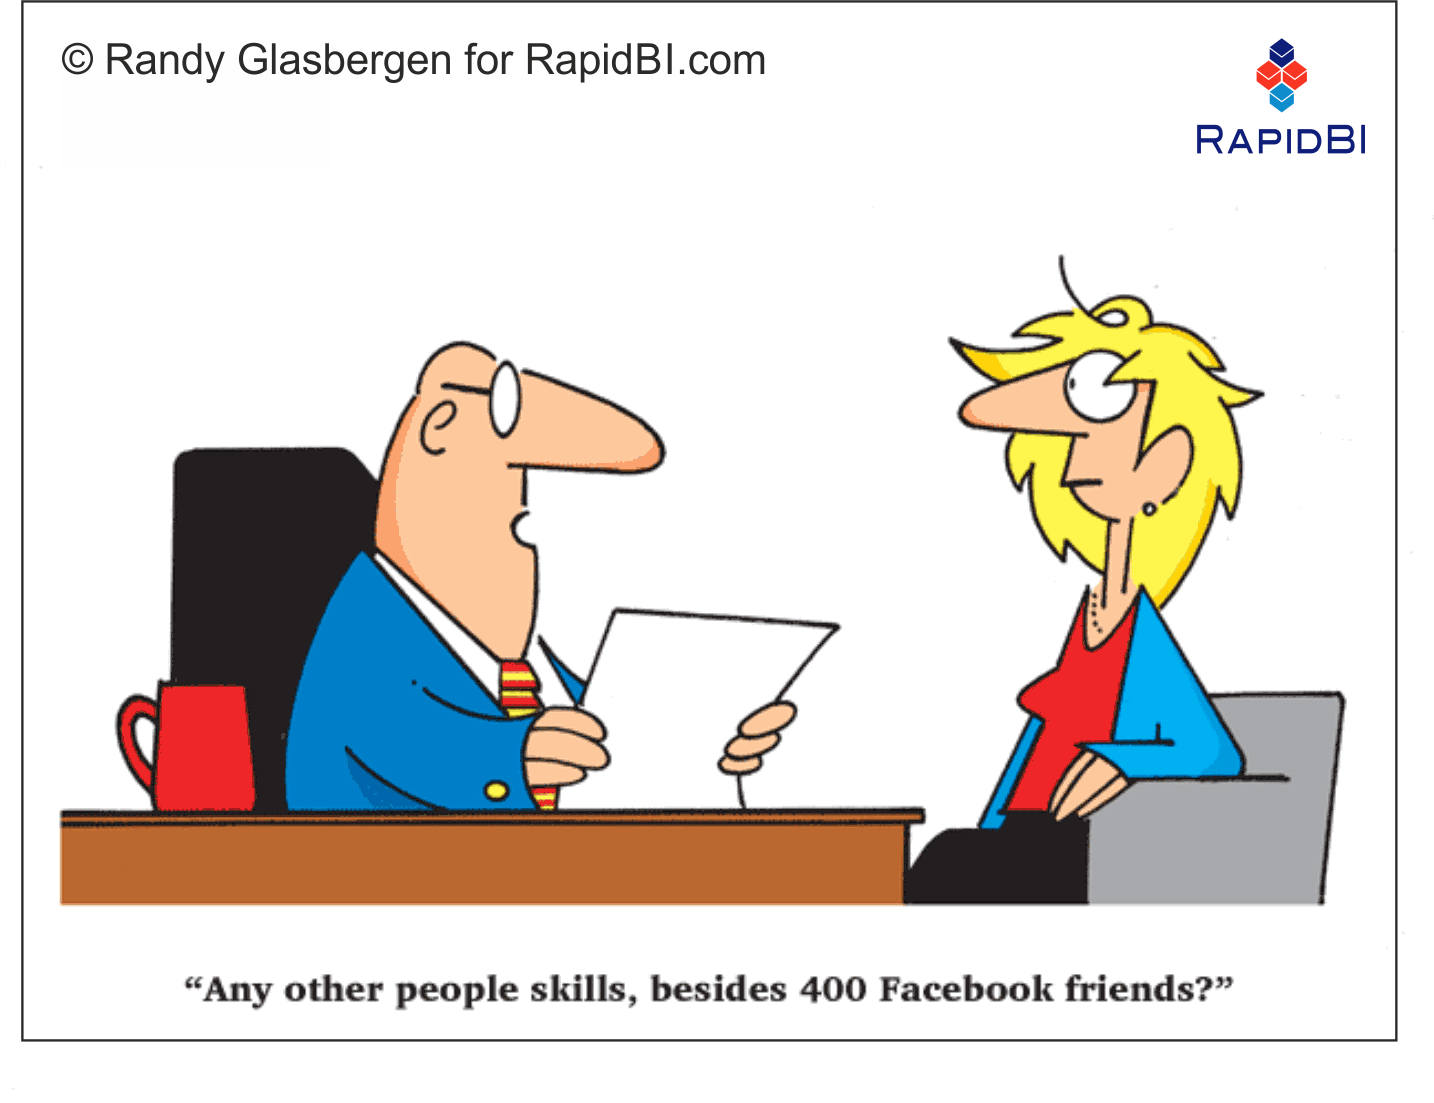 © Randy Glasbergen for RapidBI.com
RAPIDBI
“Any other people skills, besides 400 Facebook friends?”